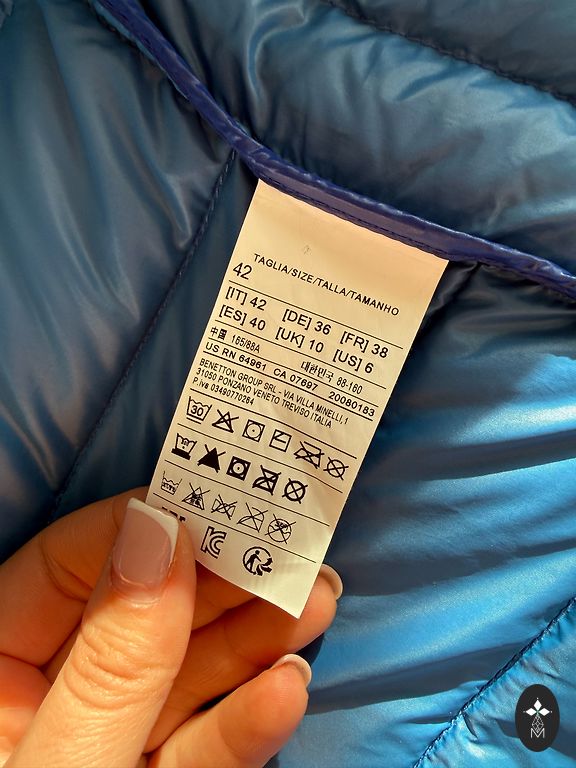 TAGLIA/SIZE/TALLA/TAMANHO
42
[IT] 42 [DE] 36 [FR] 38
[ES] 40 [UK] 10 [US] 6
中国 165/88A 대한민국 88-160
US RN 64961 CA 07697 20080183
BENETTON GROUP SRL - VIA VILLA MINELLI,1
31050 PONZANO VENETO TREVISO ITALIA
P.iva 03490770264
30
M